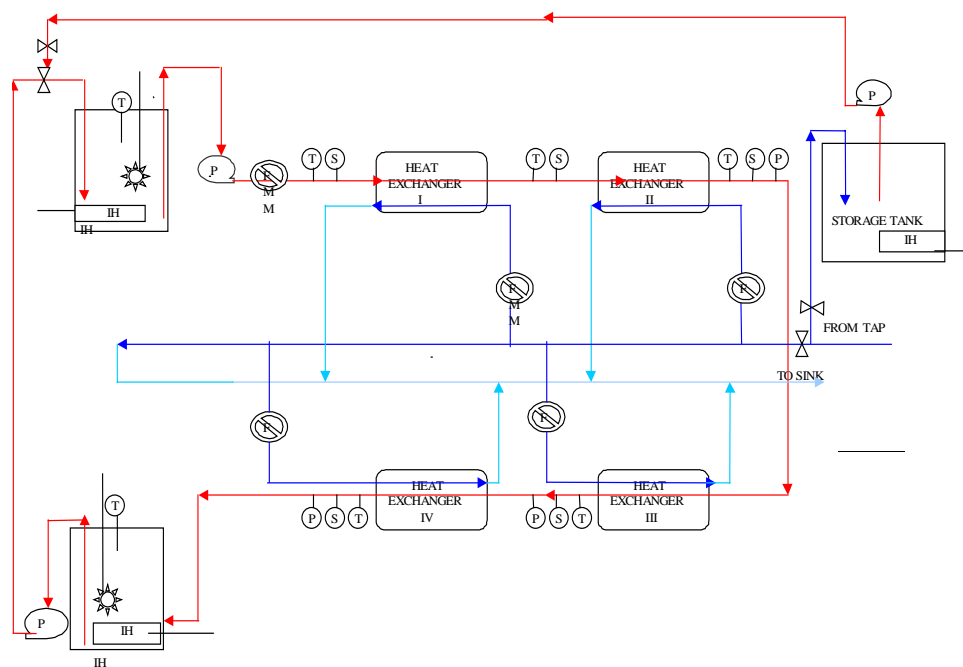 P
T
T S
HEAT
EXCHANGER
I
T S
HEAT
EXCHANGER
II
T S P
P
F
M
M
STORAGE TANK
IH
IH
IH
F
M
M
F
FROM TAP
TO SINK
F
F
HEAT
EXCHANGER
IV
HEAT
EXCHANGER
III
P S T
P S T
T
P
IH
IH